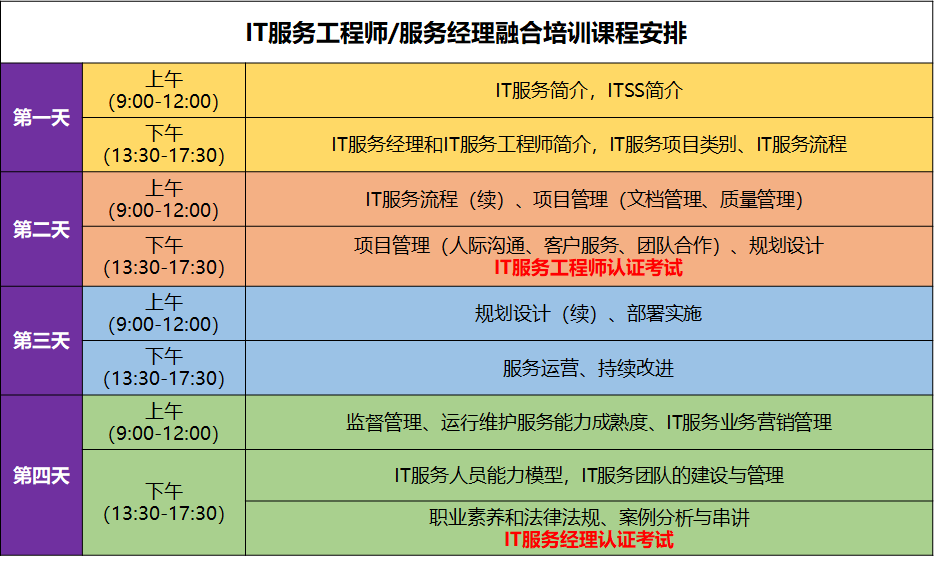 IT服务工程师/服务经理融合培训课程安排
第一天
上午
(9:00-12:00)
IT服务简介，ITSS简介
下午
(13:30-17:30)
IT服务经理和IT服务工程师简介，IT服务项目类别、IT服务流程
第二天
上午
(9:00-12:00)
IT服务流程（续）、项目管理（文档管理、质量管理）
下午
(13:30-17:30)
项目管理（人际沟通、客户服务、团队合作）、规划设计
IT服务工程师认证考试
第三天
上午
(9:00-12:00)
规划设计（续）、部署实施
下午
(13:30-17:30)
服务运营、持续改进
第四天
上午
(9:00-12:00)
监督管理、运行维护服务能力成熟度、IT服务业务营销管理
下午
(13:30-17:30)
IT服务人员能力模型，IT服务团队的建设与管理
职业素养和法律法规、案例分析与串讲
IT服务经理认证考试